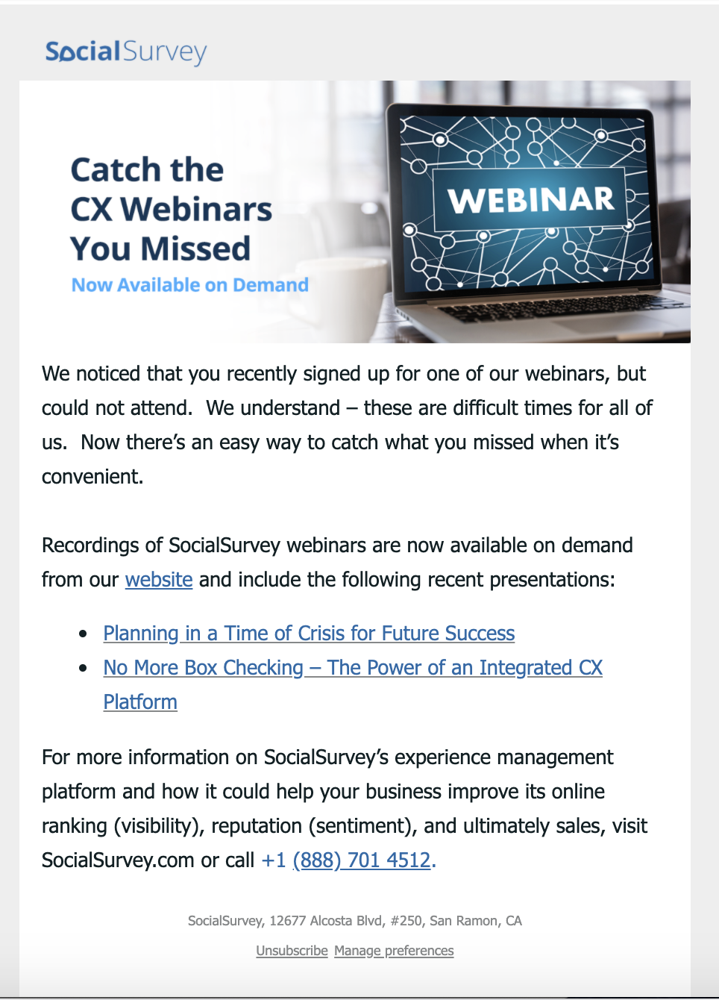 SocialSurvey
Catch the
CX Webinars
You Missed
Now Available on Demand
WEBINAR
We noticed that you recently signed up for one of our webinars, but
could not attend.  We understand – these are difficult times for all of
us.  Now there’s an easy way to catch what you missed when it’s
convenient.
Recordings of SocialSurvey webinars are now available on demand
from our website and include the following recent presentations:
• Planning in a Time of Crisis for Future Success
• No More Box Checking – The Power of an Integrated CX
Platform
For more information on SocialSurvey’s experience management
platform and how it could help your business improve its online
ranking (visibility), reputation (sentiment), and ultimately sales, visit
SocialSurvey.com or call +1 (888) 701 4512.
SocialSurvey, 12677 Alcosta Blvd, #250, San Ramon, CA
Unsubscribe Manage preferences